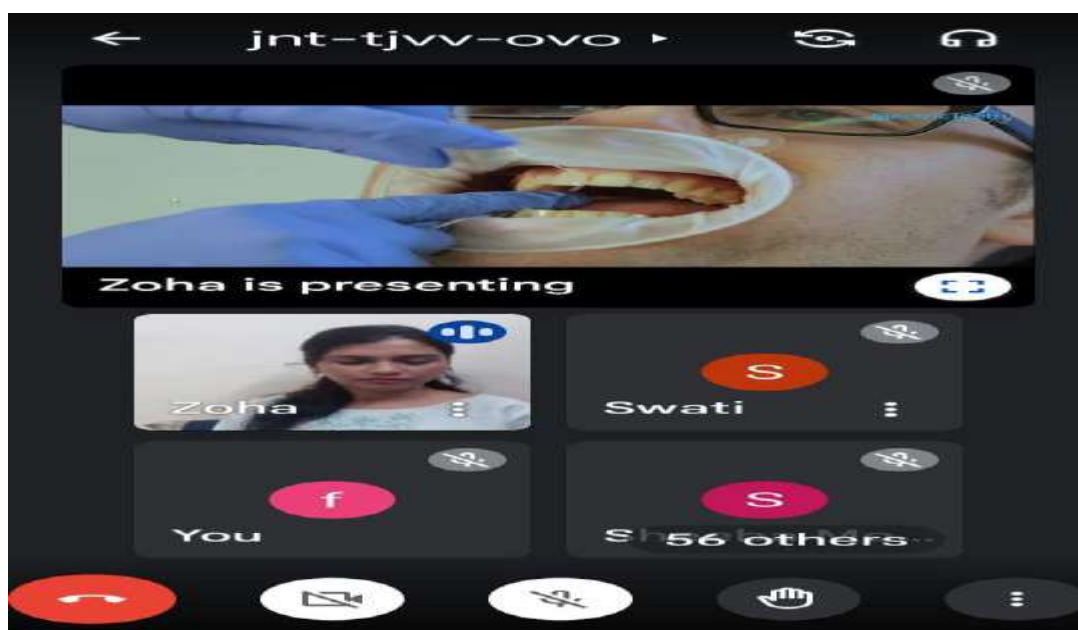 jnt-tjvv-ovo
Zoha is presenting
Zoha
S
Swati
f
You
S
S
56 others